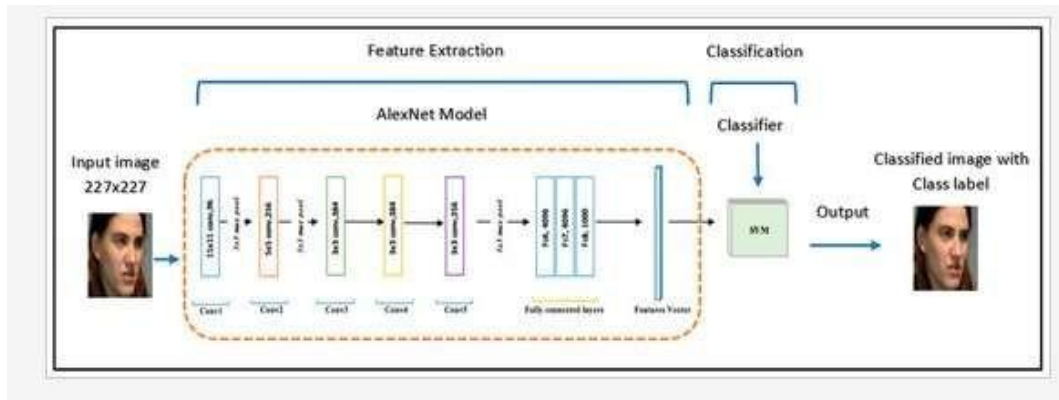 Feature Extraction
Classification
AlexNet Model
Classifier
Input image
227x227
Classified image with
Class label
11x11 conv,96
3x3 max pool
5x5 conv,256
3x3 max pool
3x3 conv,384
3x3 conv,384
3x3 conv,256
3x3 max pool
Fc6, 4096
Fc7, 4096
Fc8, 1000
SVM
Output
Conv1
Conv2
Conv3
Conv4
Conv5
Fully connected layers
Features Vector